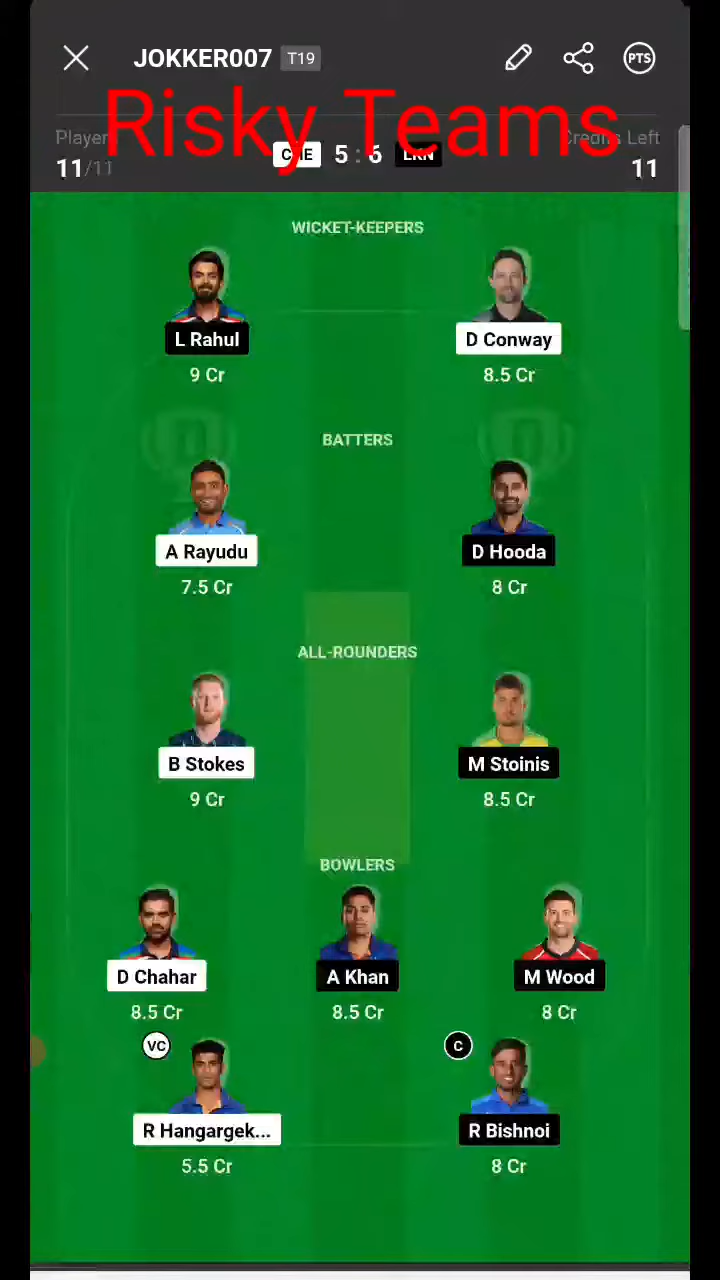 JOKKER007 T19 PTS
Risky Teams
Player Credits Left
11/11 CHE 5 : 6 LKN 11
WICKET-KEEPERS
L Rahul D Conway
9 Cr 8.5 Cr
BATTERS
A Rayudu D Hooda
7.5 Cr 8 Cr
ALL-ROUNDERS
B Stokes M Stoinis
9 Cr 8.5 Cr
BOWLERS
D Chahar A Khan M Wood
8.5 Cr 8.5 Cr 8 Cr
VC C
R Hangargek... R Bishnoi
5.5 Cr 8 Cr